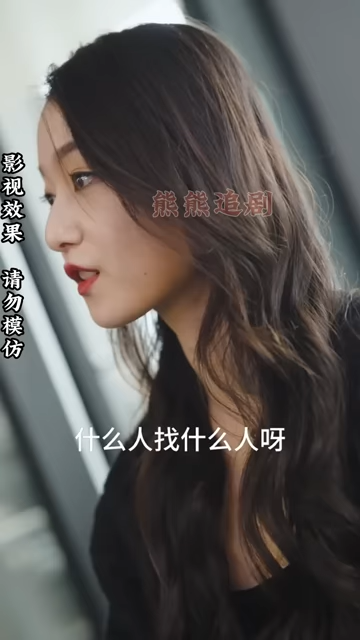 影视效果 请勿模仿
熊熊追剧
什么人找什么人呀